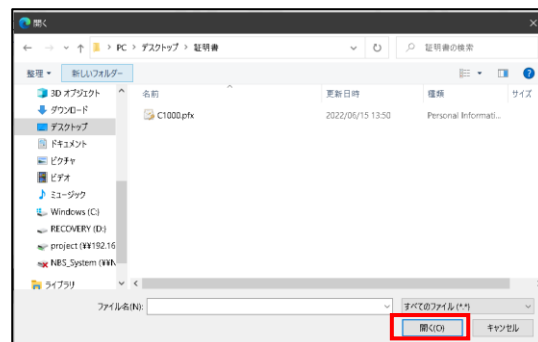 開く
PC > デスクトップ > 証明書
証明書の検索
整理 新しいフォルダー
名前 更新日時 種類 サイズ
3D オブジェクト
ダウンロード
デスクトップ
ドキュメント
ピクチャ
ビデオ
ミュージック
Windows (C:)
RECOVERY (D:)
project (¥¥192.16
NBS_System (¥¥N
ライブラリ
C1000.pfx 2022/06/15 13:50 Personal Informati...
ファイル名(N): すべてのファイル (*.*)
開く(O) キャンセル